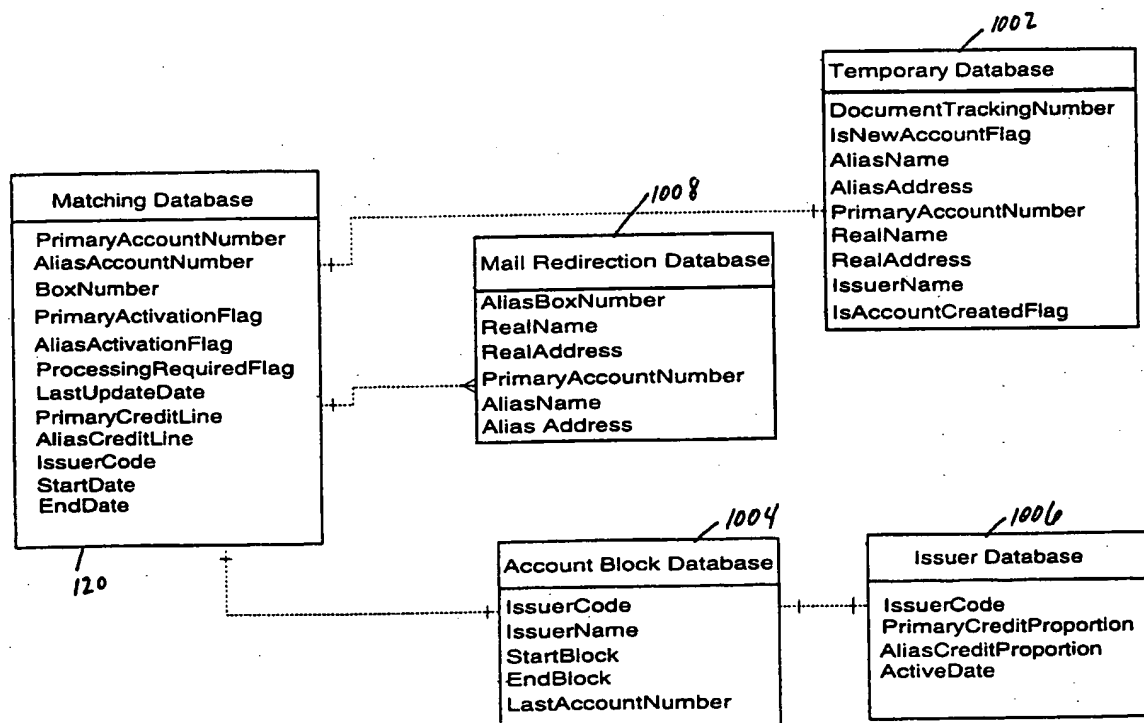 1002
Temporary Database
DocumentTrackingNumber
IsNewAccountFlag
AliasName
AliasAddress
PrimaryAccountNumber
RealName
RealAddress
IssuerName
IsAccountCreatedFlag
Matching Database
PrimaryAccountNumber
AliasAccountNumber
BoxNumber
PrimaryActivationFlag
AliasActivationFlag
ProcessingRequiredFlag
LastUpdateDate
PrimaryCreditLine
AliasCreditLine
IssuerCode
StartDate
EndDate
120
1008
Mail Redirection Database
AliasBoxNumber
RealName
RealAddress
PrimaryAccountNumber
AliasName
Alias Address
1004
Account Block Database
IssuerCode
IssuerName
StartBlock
EndBlock
LastAccountNumber
1006
Issuer Database
IssuerCode
PrimaryCreditProportion
AliasCreditProportion
ActiveDate